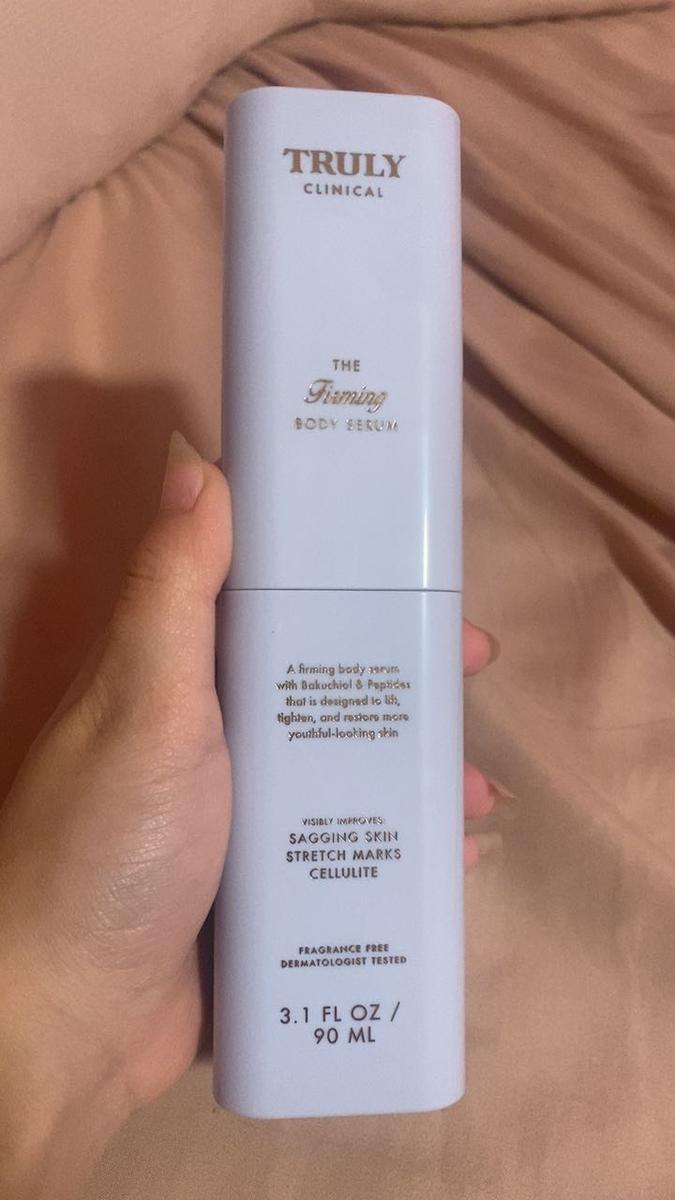 TRULY
CLINICAL
THE
Firming
BODY SERUM
A firming body serum
with Bakuchiol & Peptides
that is designed to lift,
tighten, and restore more
youthful-looking skin
VISIBLY IMPROVES:
SAGGING SKIN
STRETCH MARKS
CELLULITE
FRAGRANCE FREE
DERMATOLOGIST TESTED
3.1 FL OZ /
90 ML